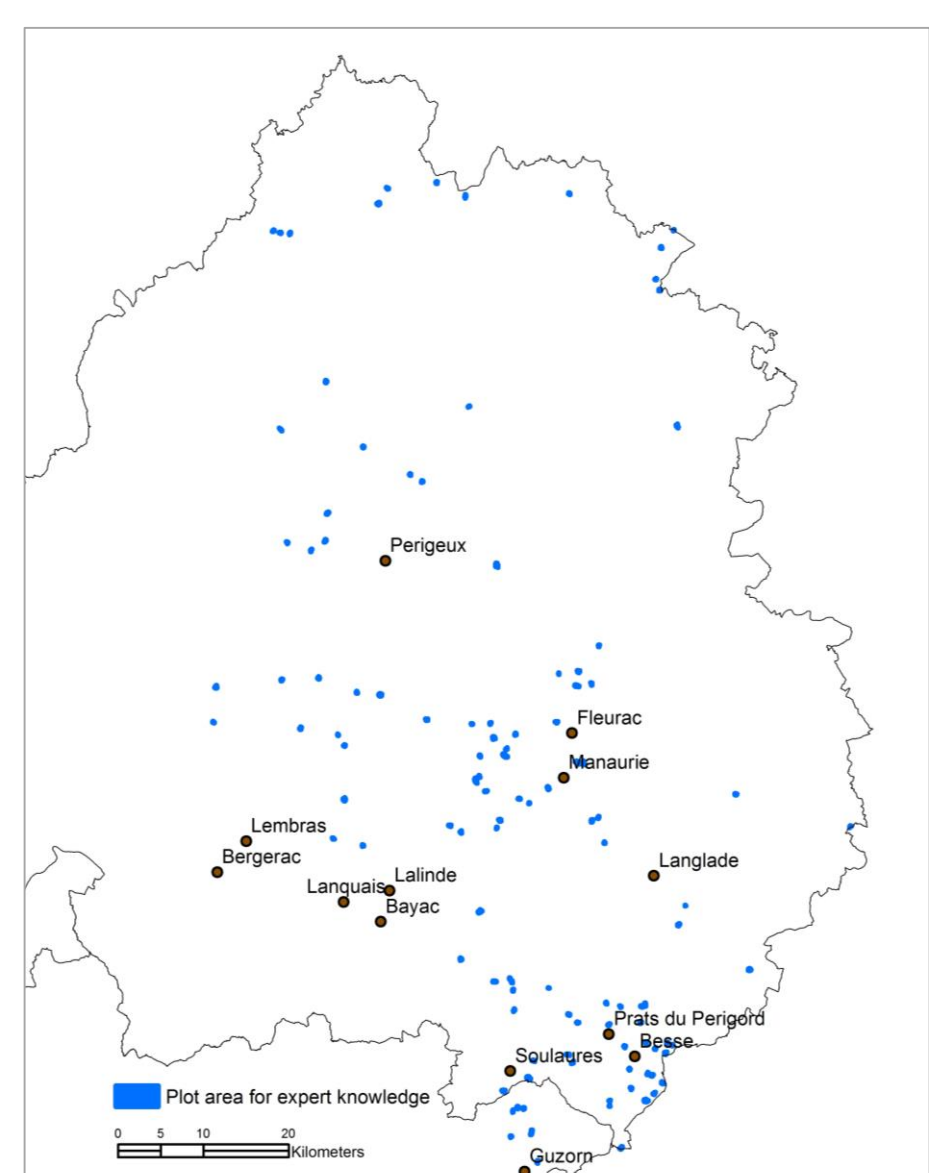 Perigeux
Fleurac
Manaurie
Lembras
Bergerac
Langlade
Lalinde
Lanquais
Bayac
Prats du Perigord
Besse
Soulaures
Plot area for expert knowledge
0 5 10 20
Kilometers
Guzorn